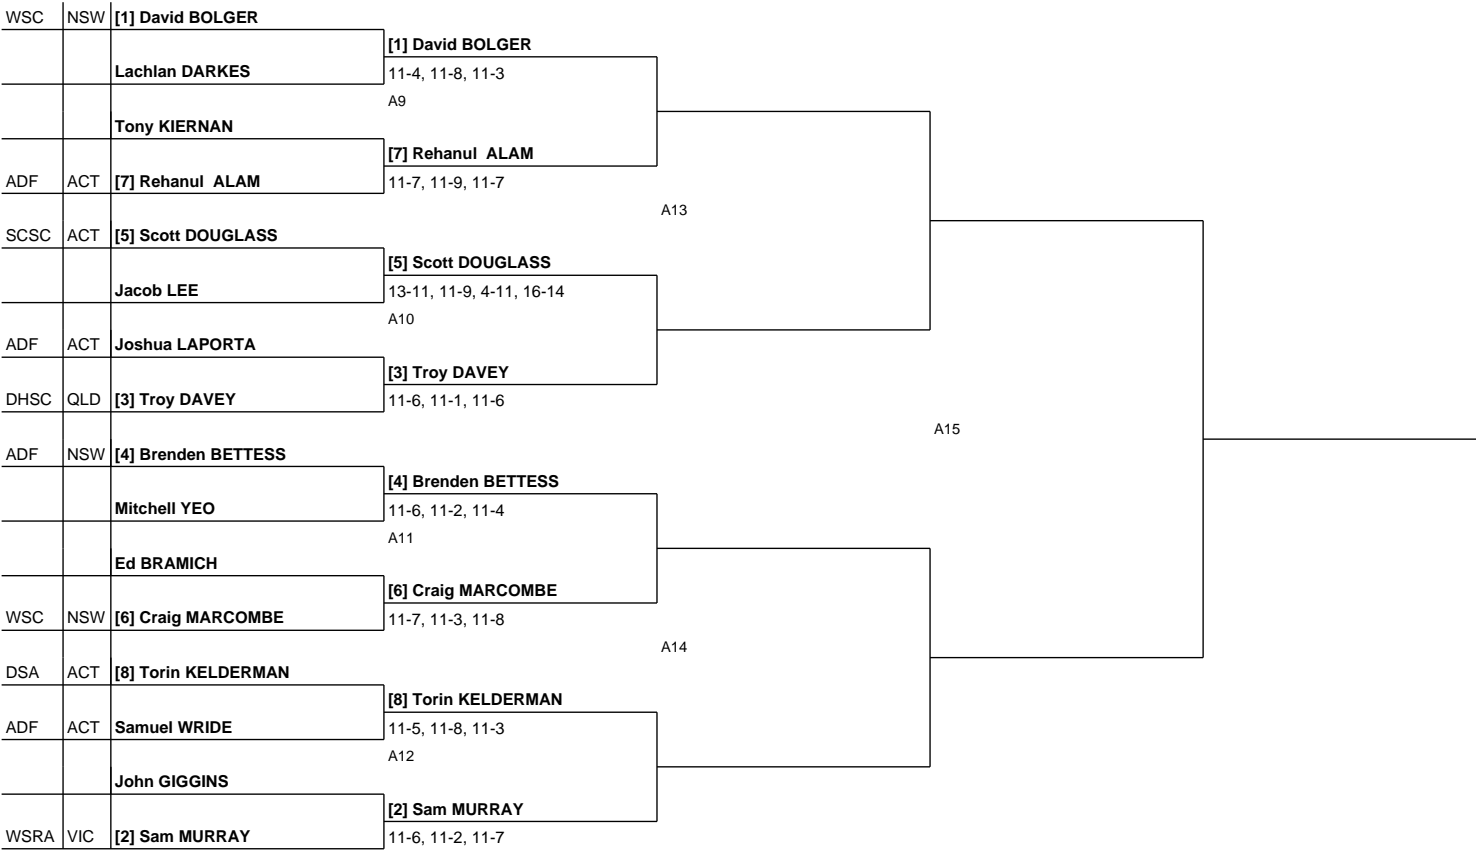 WSC NSW [1] David BOLGER
[1] David BOLGER
Lachlan DARKES 11-4, 11-8, 11-3
A9
Tony KIERNAN
[7] Rehanul ALAM
ADF ACT [7] Rehanul ALAM 11-7, 11-9, 11-7
A13
SCSC ACT [5] Scott DOUGLASS
[5] Scott DOUGLASS
Jacob LEE 13-11, 11-9, 4-11, 16-14
A10
ADF ACT Joshua LAPORTA
[3] Troy DAVEY
DHSC QLD [3] Troy DAVEY 11-6, 11-1, 11-6
A15
ADF NSW [4] Brenden BETTESS
[4] Brenden BETTESS
Mitchell YEO 11-6, 11-2, 11-4
A11
Ed BRAMICH
[6] Craig MARCOMBE
WSC NSW [6] Craig MARCOMBE 11-7, 11-3, 11-8
A14
DSA ACT [8] Torin KELDERMAN
[8] Torin KELDERMAN
ADF ACT Samuel WRIDE 11-5, 11-8, 11-3
A12
John GIGGINS
[2] Sam MURRAY
WSRA VIC [2] Sam MURRAY 11-6, 11-2, 11-7